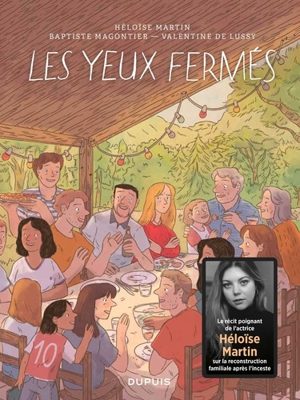 HÉLOÏSE MARTIN
BAPTISTE MAGONTIER — VALENTINE DE LUSSY
LES YEUX FERMÉS
10
Le récit poignant
de l'actrice
Héloïse
Martin
sur la reconstruction
familiale après l'inceste
DUPUIS